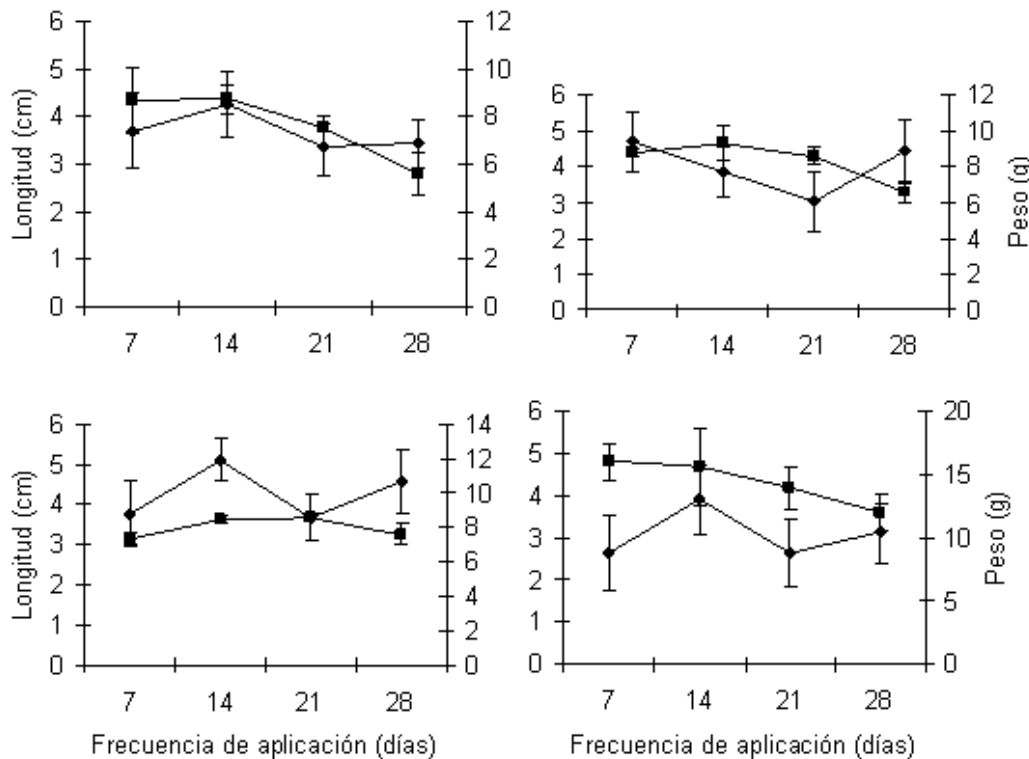 6 12
5 10
4 8
3 6
2 4
1 2
0 0
Longitud (cm)
7 14 21 28
6 12
5 10
4 8
3 6
2 4
1 2
0 0
Peso (g)
7 14 21 28
6 14
5 12
4 10
3 8
2 6
1 4
0 2
0
Longitud (cm)
7 14 21 28
Frecuencia de aplicación (días)
6 20
5 15
4 10
3 5
2 0
1
0
Peso (g)
7 14 21 28
Frecuencia de aplicación (días)